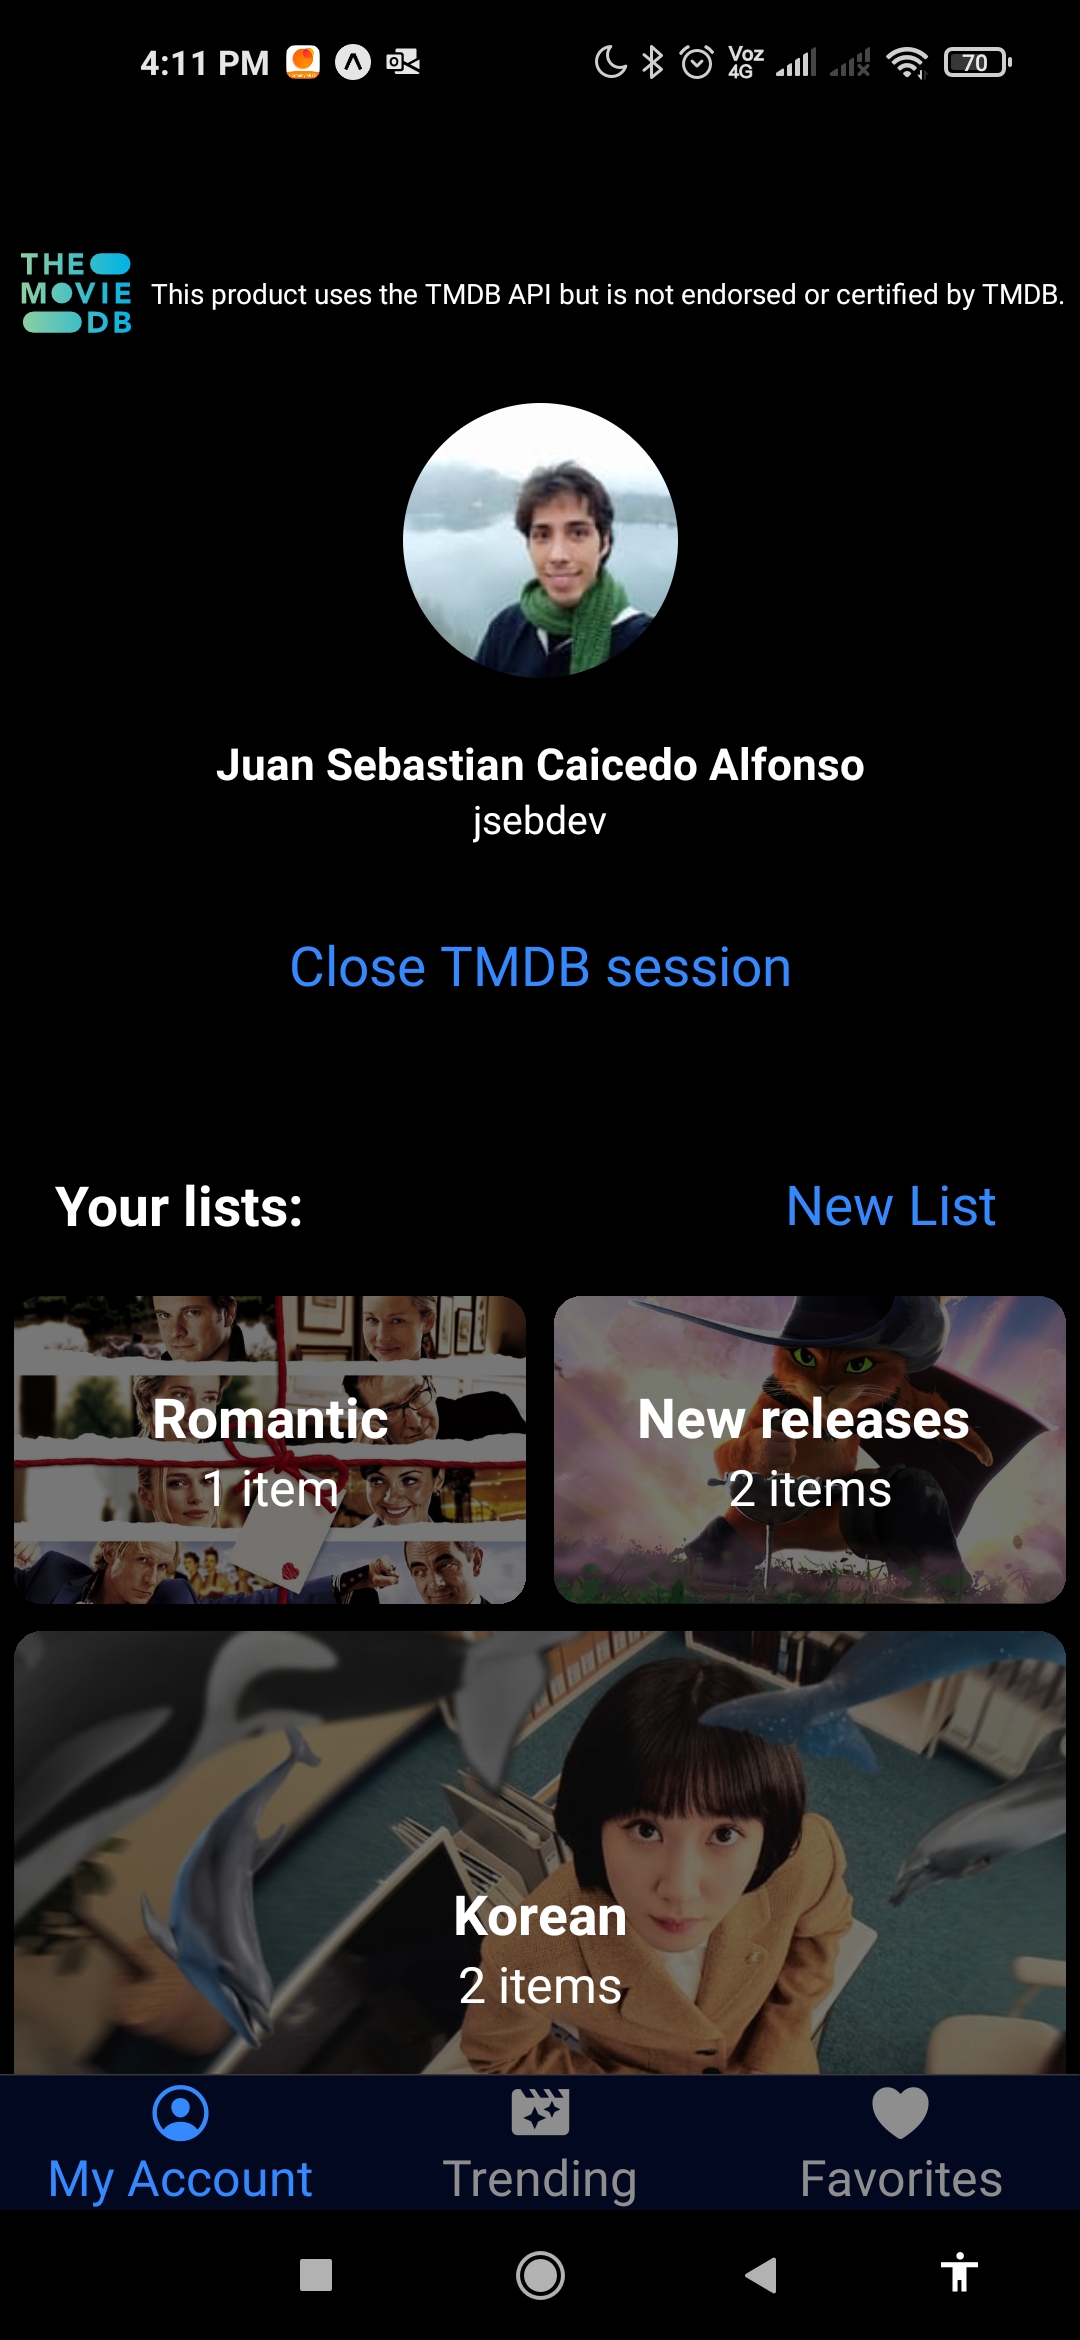 4:11 PM
Voz
4G
70
THE
MOVIE
DB
This product uses the TMDB API but is not endorsed or certified by TMDB.
Juan Sebastian Caicedo Alfonso
jsebdev
Close TMDB session
Your lists:
New List
Romantic
1 item
New releases
2 items
Korean
2 items
My Account
Trending
Favorites